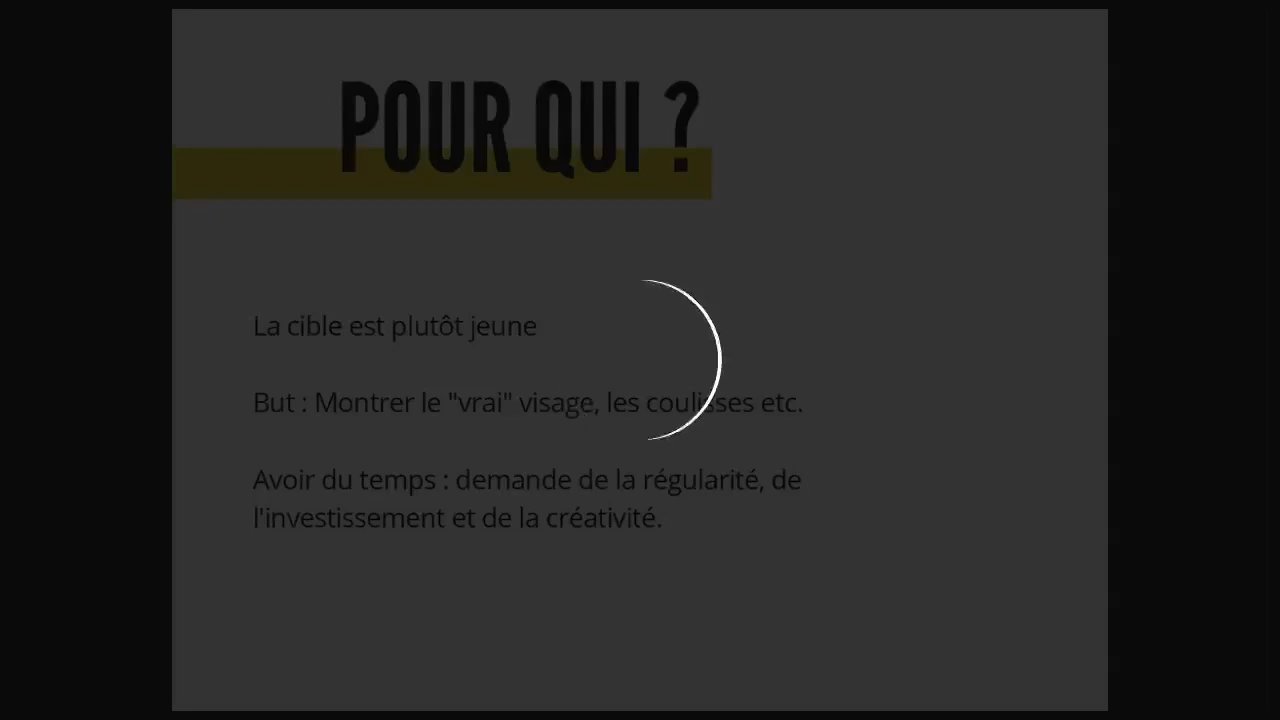 POUR QUI ?
La cible est plutôt jeune
But : Montrer le "vrai" visage, les coulisses etc.
Avoir du temps : demande de la régularité, de
l'investissement et de la créativité.